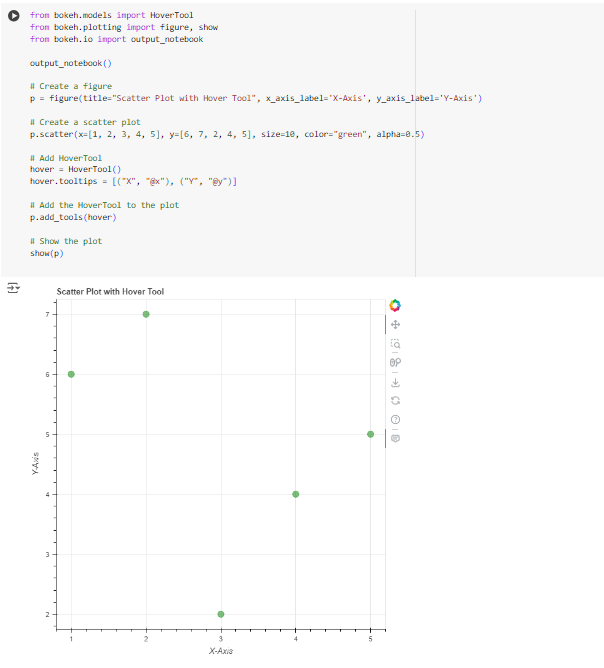 from bokeh.models import HoverTool
from bokeh.plotting import figure, show
from bokeh.io import output_notebook
output_notebook()
# Create a figure
p = figure(title="Scatter Plot with Hover Tool", x_axis_label='X-Axis', y_axis_label='Y-Axis')
# Create a scatter plot
p.scatter(x=[1, 2, 3, 4, 5], y=[6, 7, 2, 4, 5], size=10, color="green", alpha=0.5)
# Add HoverTool
hover = HoverTool()
hover.tooltips = [("X", "@x"), ("Y", "@y")]
# Add the HoverTool to the plot
p.add_tools(hover)
# Show the plot
show(p)
Scatter Plot with Hover Tool
7
6
5
4
3
2
Y-Axis
1 2 3 4 5
X-Axis